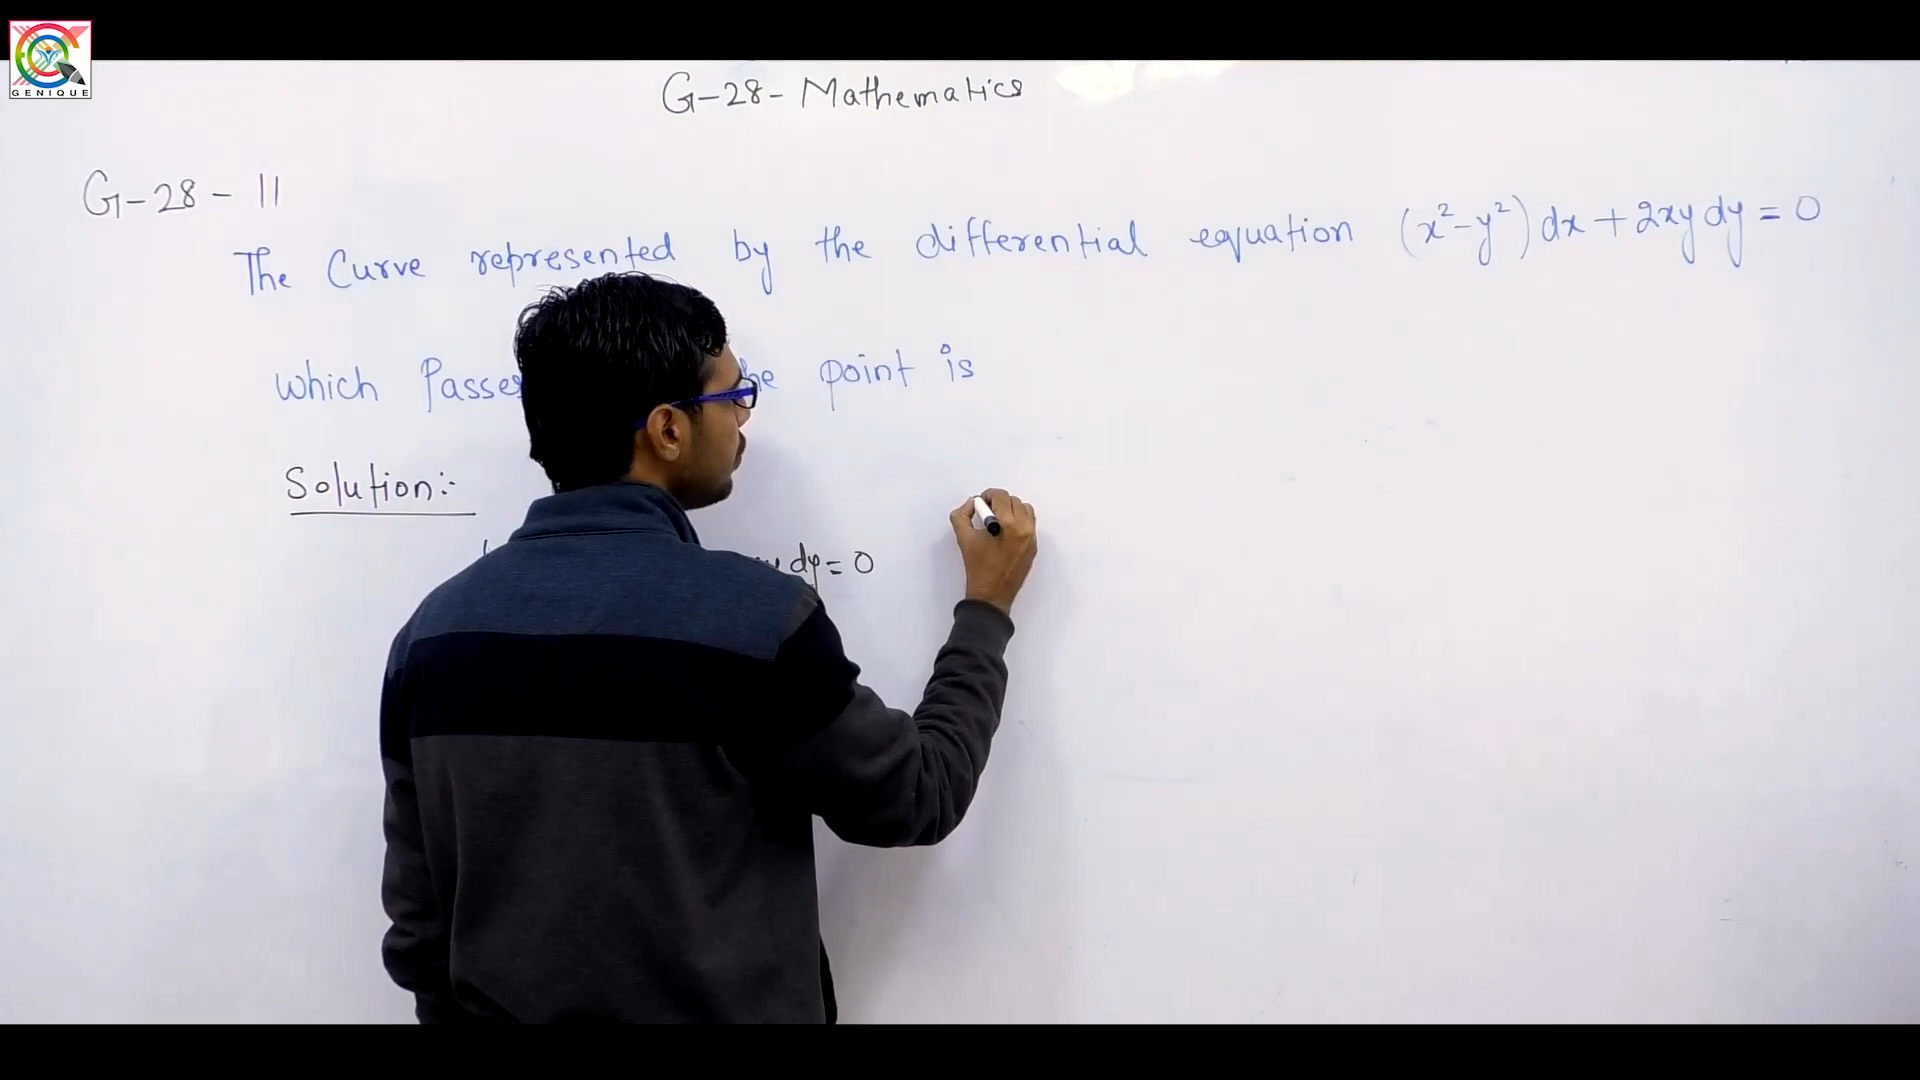 GENIQUE
G-28- Mathematics
G-28 - 11
The Curve represented by the differential equation (x²-y²) dx + 2xy dy = 0
which the point is
Solution:-
dy = 0